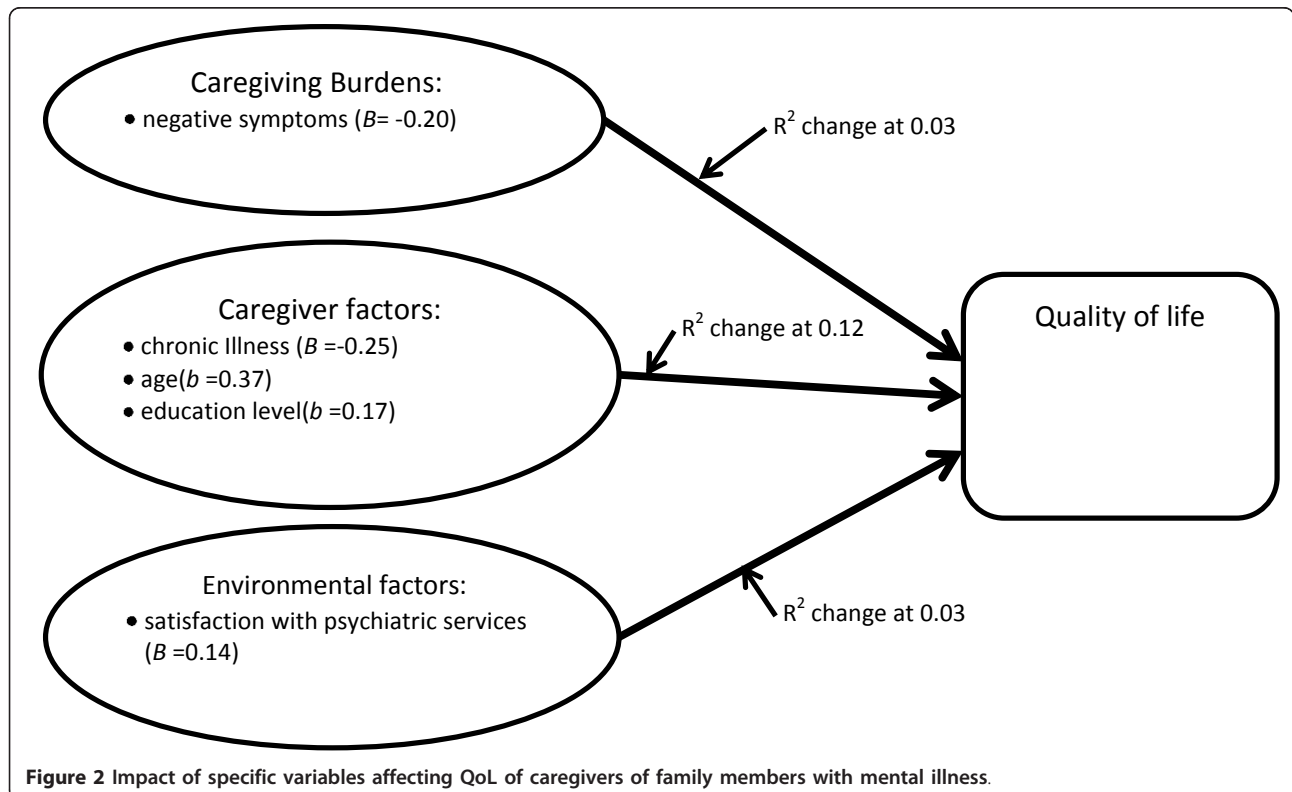 Caregiving Burdens:
• negative symptoms (B= -0.20)
R² change at 0.03
Caregiver factors:
• chronic Illness (B =-0.25)
• age(b =0.37)
• education level(b =0.17)
R² change at 0.12
Quality of life
Environmental factors:
• satisfaction with psychiatric services
(B =0.14)
R² change at 0.03
Figure 2 Impact of specific variables affecting QoL of caregivers of family members with mental illness.